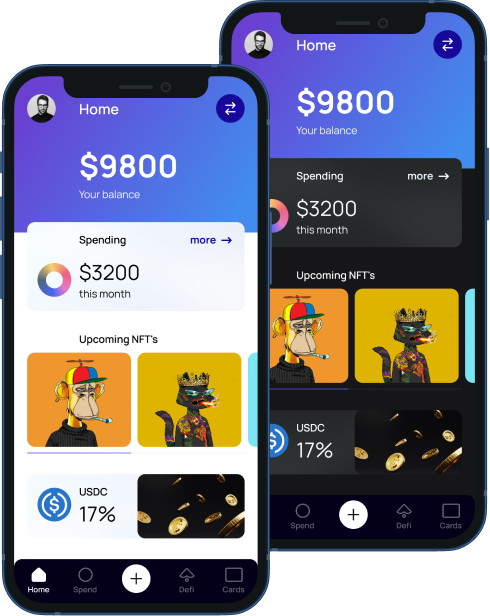 Home
$9800
Your balance
Spending
more →
$3200
this month
Upcoming NFT's
USDC
17%
Home
Spend
Defi
Cards
Home
$9800
Your balance
Spending
more →
$3200
this month
Upcoming NFT's
USDC
17%
Spend
Defi
Cards